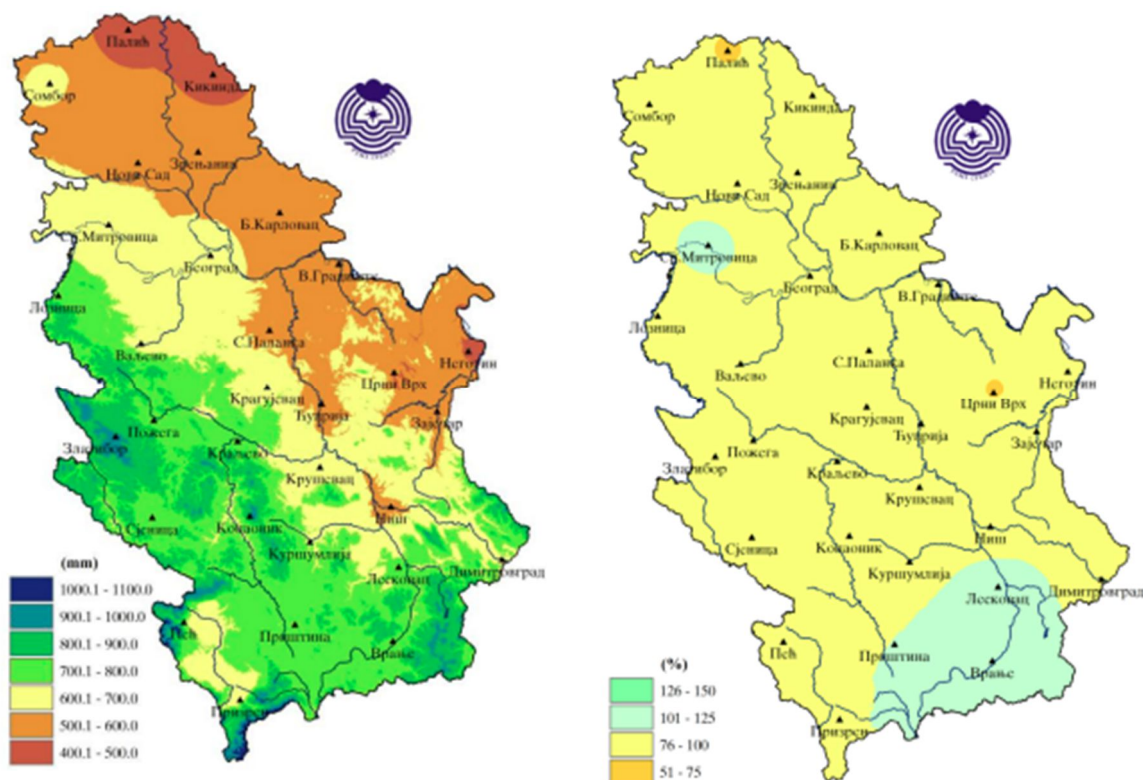 Палић
Кикинда
Сомбор
Зрењанин
Нови Сад
Б.Карловац
Ср.Митровица
Београд
В.Градиште
Лозница
С.Паланка
Ваљево
Неготин
Црни Врх
Крагујевац
Ћуприја
Зајечар
Пожега
Златибор
Краљево
Крушевац
Ниш
Сјеница
Копаоник
Куршумлија
Лесковац
Димитровград
Пећ
Приштина
Врање
Призрен
(mm)
1000.1 - 1100.0
900.1 - 1000.0
800.1 - 900.0
700.1 - 800.0
600.1 - 700.0
500.1 - 600.0
400.1 - 500.0
Палић
Кикинда
Сомбор
Зрењанин
Нови Сад
Б.Карловац
Ср.Митровица
Београд
В.Градиште
Лозница
С.Паланка
Ваљево
Неготин
Црни Врх
Крагујевац
Ћуприја
Зајечар
Пожега
Златибор
Краљево
Крушевац
Ниш
Сјеница
Копаоник
Куршумлија
Лесковац
Димитровград
Пећ
Приштина
Врање
Призрен
(%)
126 - 150
101 - 125
76 - 100
51 - 75